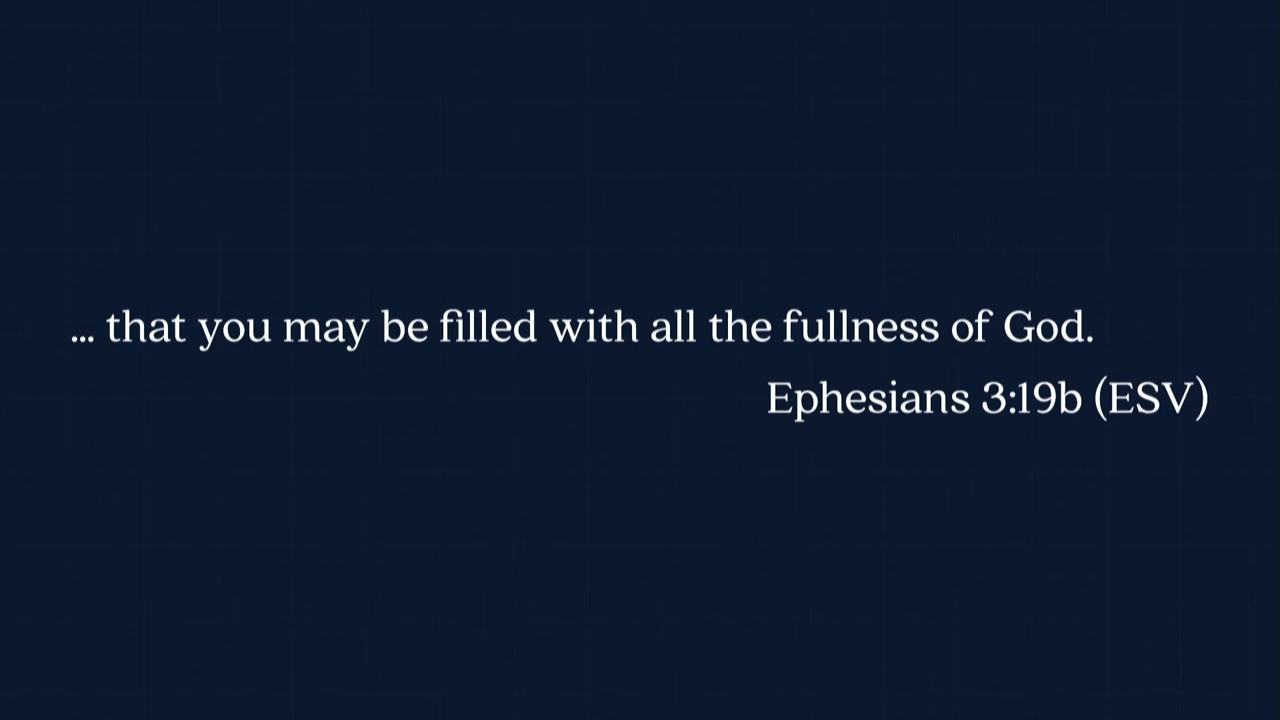 ... that you may be filled with all the fullness of God.
Ephesians 3:19b (ESV)